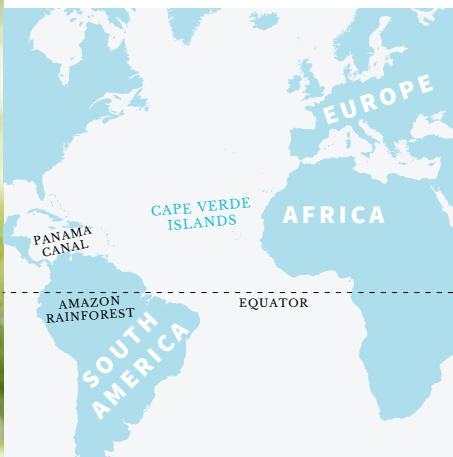 EUROPE
CAPE VERDE
ISLANDS
AFRICA
PANAMA
CANAL
AMAZON
RAINFOREST
EQUATOR
SOUTH
AMERICA